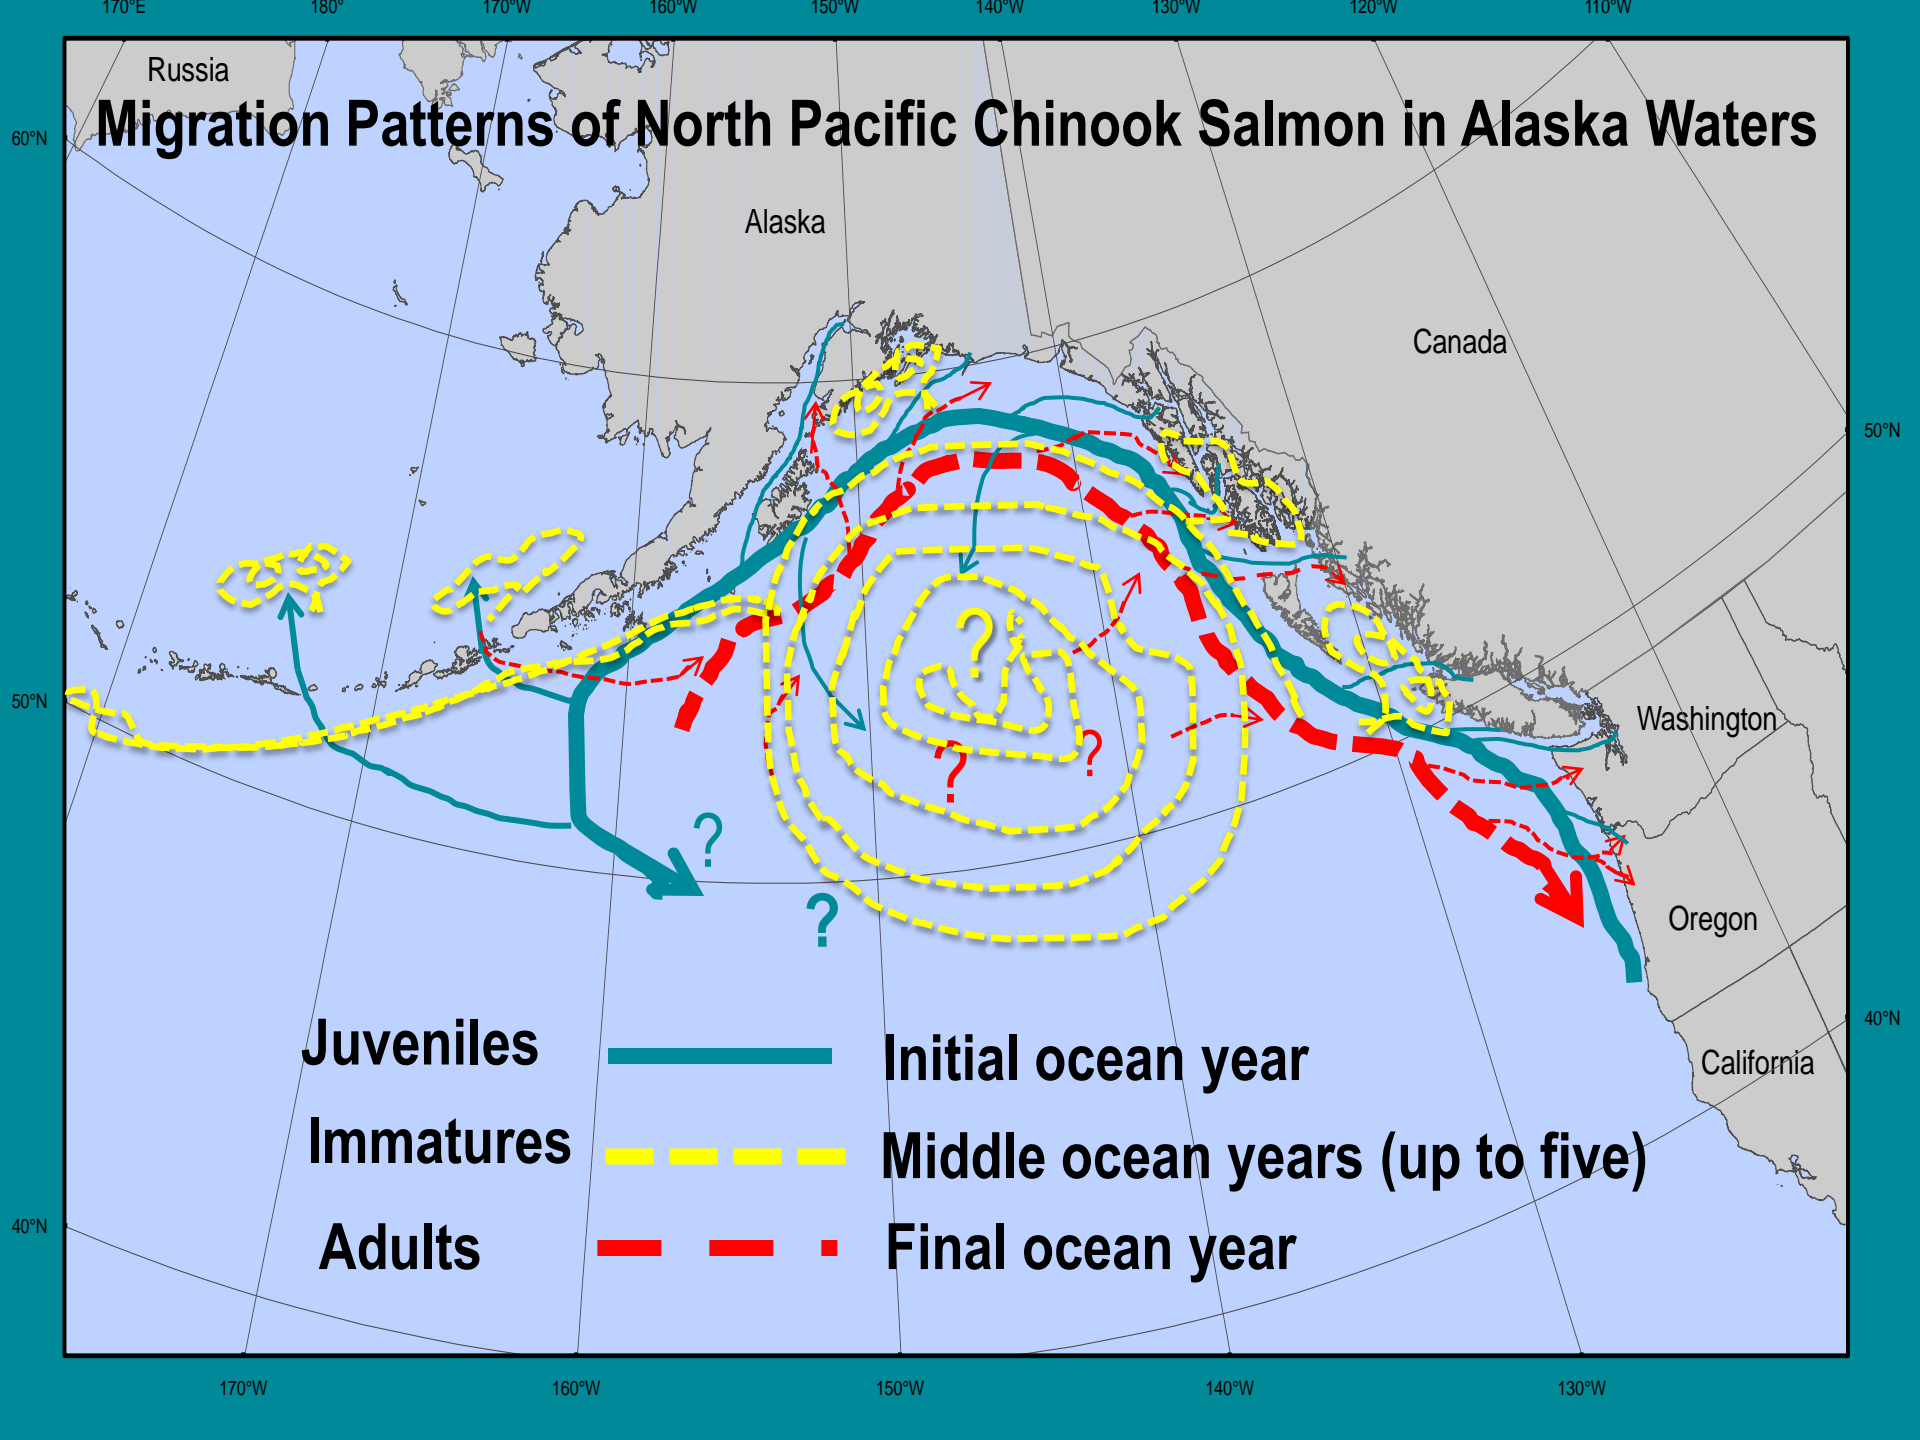 170°E 180° 170°W 160°W 150°W 140°W 130°W 120°W 110°W
Russia
Migration Patterns of North Pacific Chinook Salmon in Alaska Waters
60°N
Alaska
Canada
50°N
?
50°N
Washington
? ?
?
?
Oregon
40°N
Juveniles Initial ocean year
California
Immatures Middle ocean years (up to five)
40°N
Adults Final ocean year
170°W 160°W 150°W 140°W 130°W